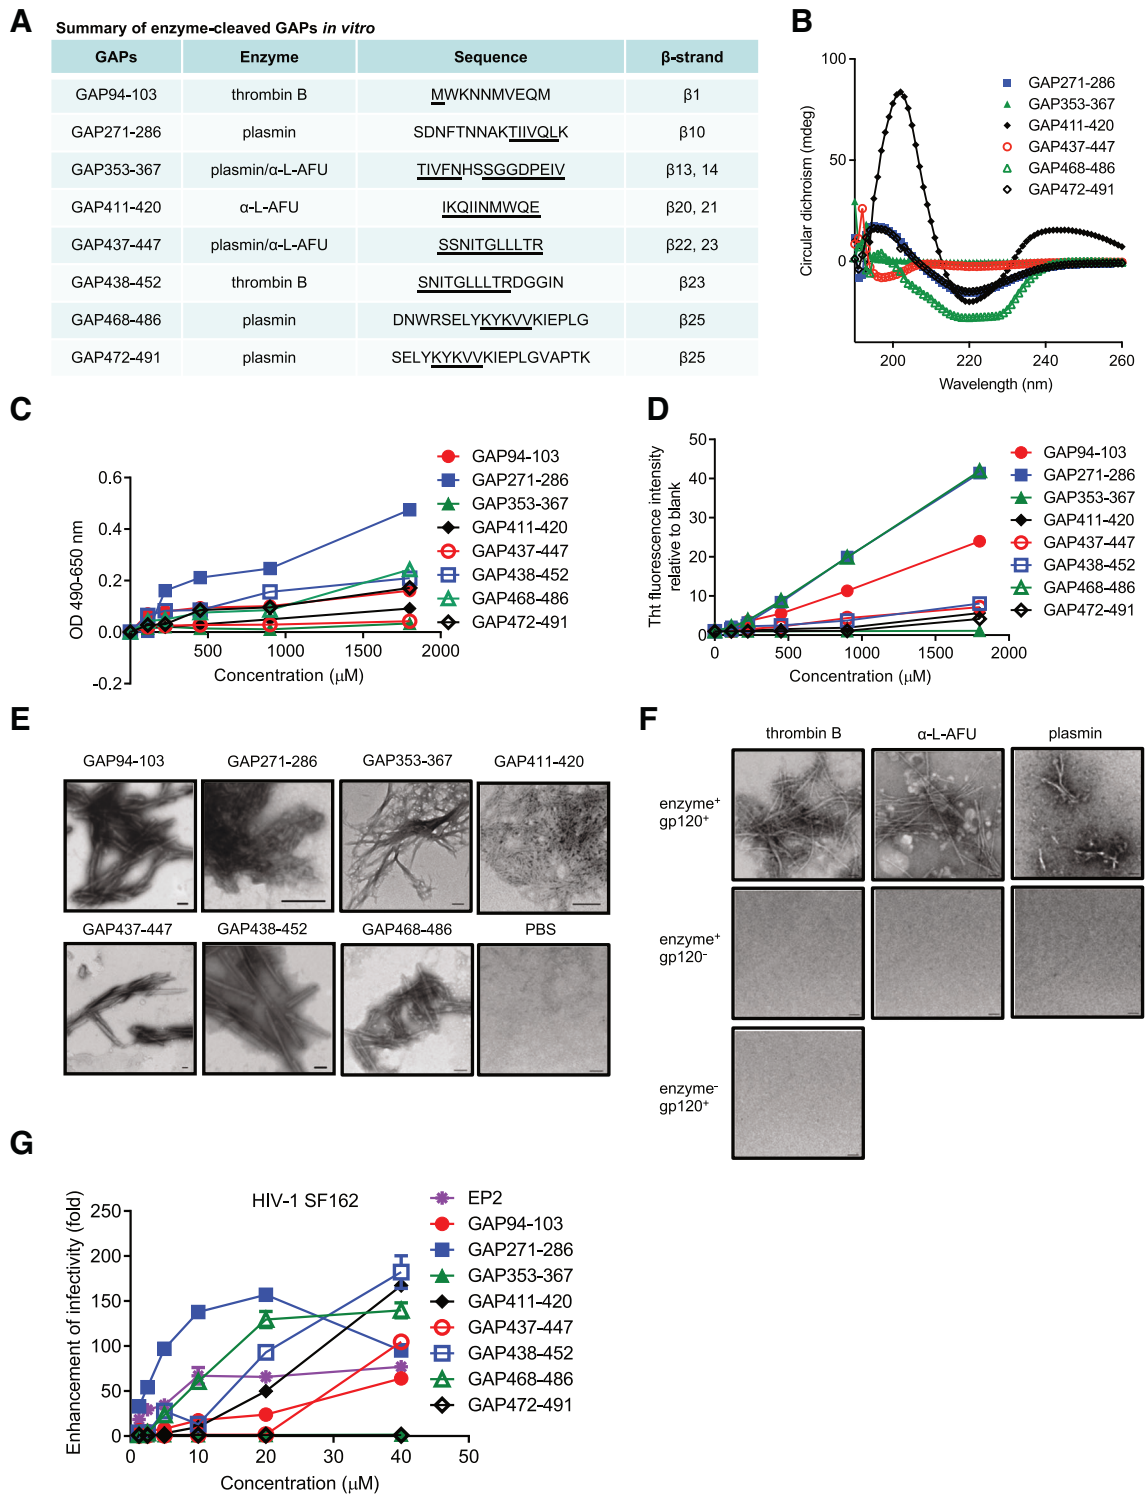 A
Summary of enzyme-cleaved GAPs in vitro
GAPs Enzyme Sequence β-strand
GAP94-103 thrombin B MWKNNMVEQM β1
GAP271-286 plasmin SDNFTNNAKTIIVQLK β10
GAP353-367 plasmin/α-L-AFU TIVFNHSSGGDPEIV β13, 14
GAP411-420 α-L-AFU IKQIINMWQE β20, 21
GAP437-447 plasmin/α-L-AFU SSNITGLLLTR β22, 23
GAP438-452 thrombin B SNITGLLLTRDGGIN β23
GAP468-486 plasmin DNWRSELYKYKVVKIEPLG β25
GAP472-491 plasmin SELYKYKVVKIEPLGVAPTK β25
B
Circular dichroism (mdeg)
100
50
0
200 220 240 260
Wavelength (nm)
GAP271-286
GAP353-367
GAP411-420
GAP437-447
GAP468-486
GAP472-491
C
OD 490-650 nm
0.6
0.4
0.2
0.0
-0.2
500 1000 1500 2000
Concentration (μM)
GAP94-103
GAP271-286
GAP353-367
GAP411-420
GAP437-447
GAP438-452
GAP468-486
GAP472-491
D
Tht fluorescence intensity
relative to blank
50
40
30
20
10
0
0 500 1000 1500 2000
Concentration (μM)
GAP94-103
GAP271-286
GAP353-367
GAP411-420
GAP437-447
GAP438-452
GAP468-486
GAP472-491
E
GAP94-103 GAP271-286 GAP353-367 GAP411-420
GAP437-447 GAP438-452 GAP468-486 PBS
F
thrombin B α-L-AFU plasmin
enzyme+
gp120+
enzyme+
gp120-
enzyme-
gp120+
G
HIV-1 SF162
Enhancement of infectivity (fold)
250
200
150
100
50
0
0 10 20 30 40 50
Concentration (μM)
EP2
GAP94-103
GAP271-286
GAP353-367
GAP411-420
GAP437-447
GAP438-452
GAP468-486
GAP472-491